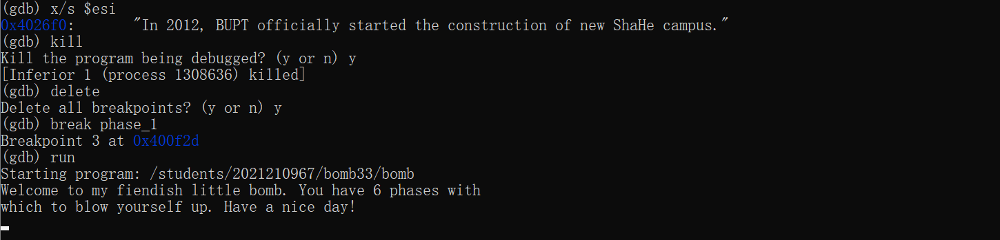 (gdb) x/s $esi
0x4026f0:       "In 2012, BUPT officially started the construction of new ShaHe campus."
(gdb) kill
Kill the program being debugged? (y or n) y
[Inferior 1 (process 1308636) killed]
(gdb) delete
Delete all breakpoints? (y or n) y
(gdb) break phase_1
Breakpoint 3 at 0x400f2d
(gdb) run
Starting program: /students/2021210967/bomb33/bomb
Welcome to my fiendish little bomb. You have 6 phases with
which to blow yourself up. Have a nice day!